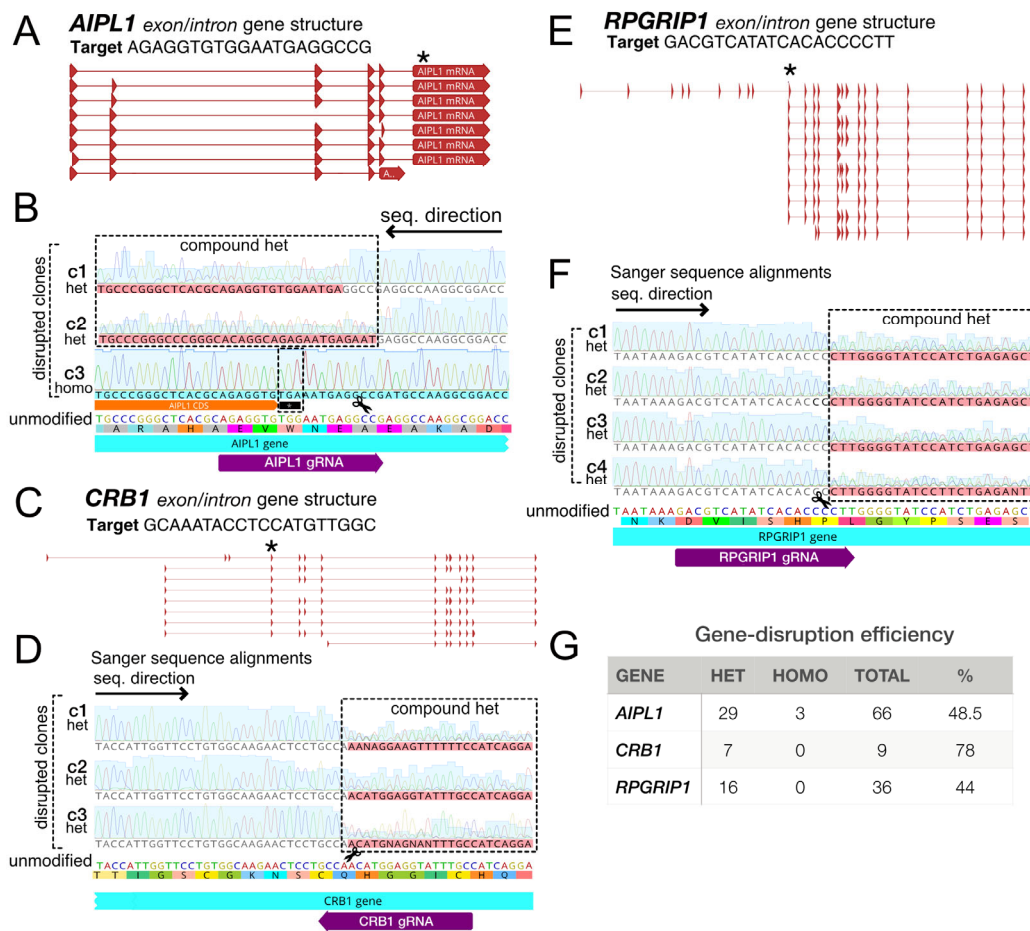 A
AIPL1 exon/intron gene structure
Target AGAGGTGTGGAATGAGGCCG
*
AIPL1 mRNA
AIPL1 mRNA
AIPL1 mRNA
AIPL1 mRNA
AIPL1 mRNA
AIPL1 mRNA
AIPL1 mRNA
A..
B
seq. direction
compound het
disrupted clones
c1
het
TGCCCGGGCTCACGCAGAGGTGTGGAATGAGGCCGAGGCCAAGGCGGACC
c2
het
TGCCCGGGCCCGGGCACAGGCAGAGAATGAGAATGAGGCCAAGGCGGACC
c3
homo
AIPL1 CDS
unmodified
TGCCCGGGCTCACGCAGAGGTGTGGAATGAGGCCGAGGCCAAGGCGGACC
A R A H A E V W N E A E A K A D
AIPL1 gene
AIPL1 gRNA
C
CRB1 exon/intron gene structure
Target GCAAATACCTCCATGTTGGC
*
D
Sanger sequence alignments
seq. direction
compound het
disrupted clones
c1
het
TACCATTGGTTCCTGTGGCAAGAACTCCTGCCAAANAGGAAGTTTTTTCCATCAGGA
c2
het
TACCATTGGTTCCTGTGGCAAGAACTCCTGCCAACATGGAGGTATTTGCCATCAGGA
c3
het
TACCATTGGTTCCTGTGGCAAGAACTCCTGCCAACATGNAGNANTTTGCCATCAGGA
unmodified
TACCATTGGTTCCTGTGGCAAGAACTCCTGCCAACATGGAGGTATTTGCCATCAGGA
T I G S C G K N S C Q H G G I C H Q
CRB1 gene
CRB1 gRNA
E
RPGRIP1 exon/intron gene structure
Target GACGTCATATCACACCCCTT
*
F
Sanger sequence alignments
seq. direction
compound het
disrupted clones
c1
het
TAATAAAGACGTCATATCACACCCCTTGGGGTATCCATCTGAGAGC
c2
het
TAATAAAGACGTCATATCACACCCCTTGGGGTATCCATCTGAGAGC
c3
het
TAATAAAGACGTCATATCACACCCCTTGGGGTATCCATCTGAGAGC
c4
het
TAATAAAGACGTCATATCACACCCCTTGGGGTATCCTTCTGAGANT
unmodified
TAATAAAGACGTCATATCACACCCCTTGGGGTATCCATCTGAGAGC
N K D V I S H P L G Y P S E S
RPGRIP1 gene
RPGRIP1 gRNA
G
Gene-disruption efficiency
GENE HET HOMO TOTAL %
AIPL1 29 3 66 48.5
CRB1 7 0 9 78
RPGRIP1 16 0 36 44